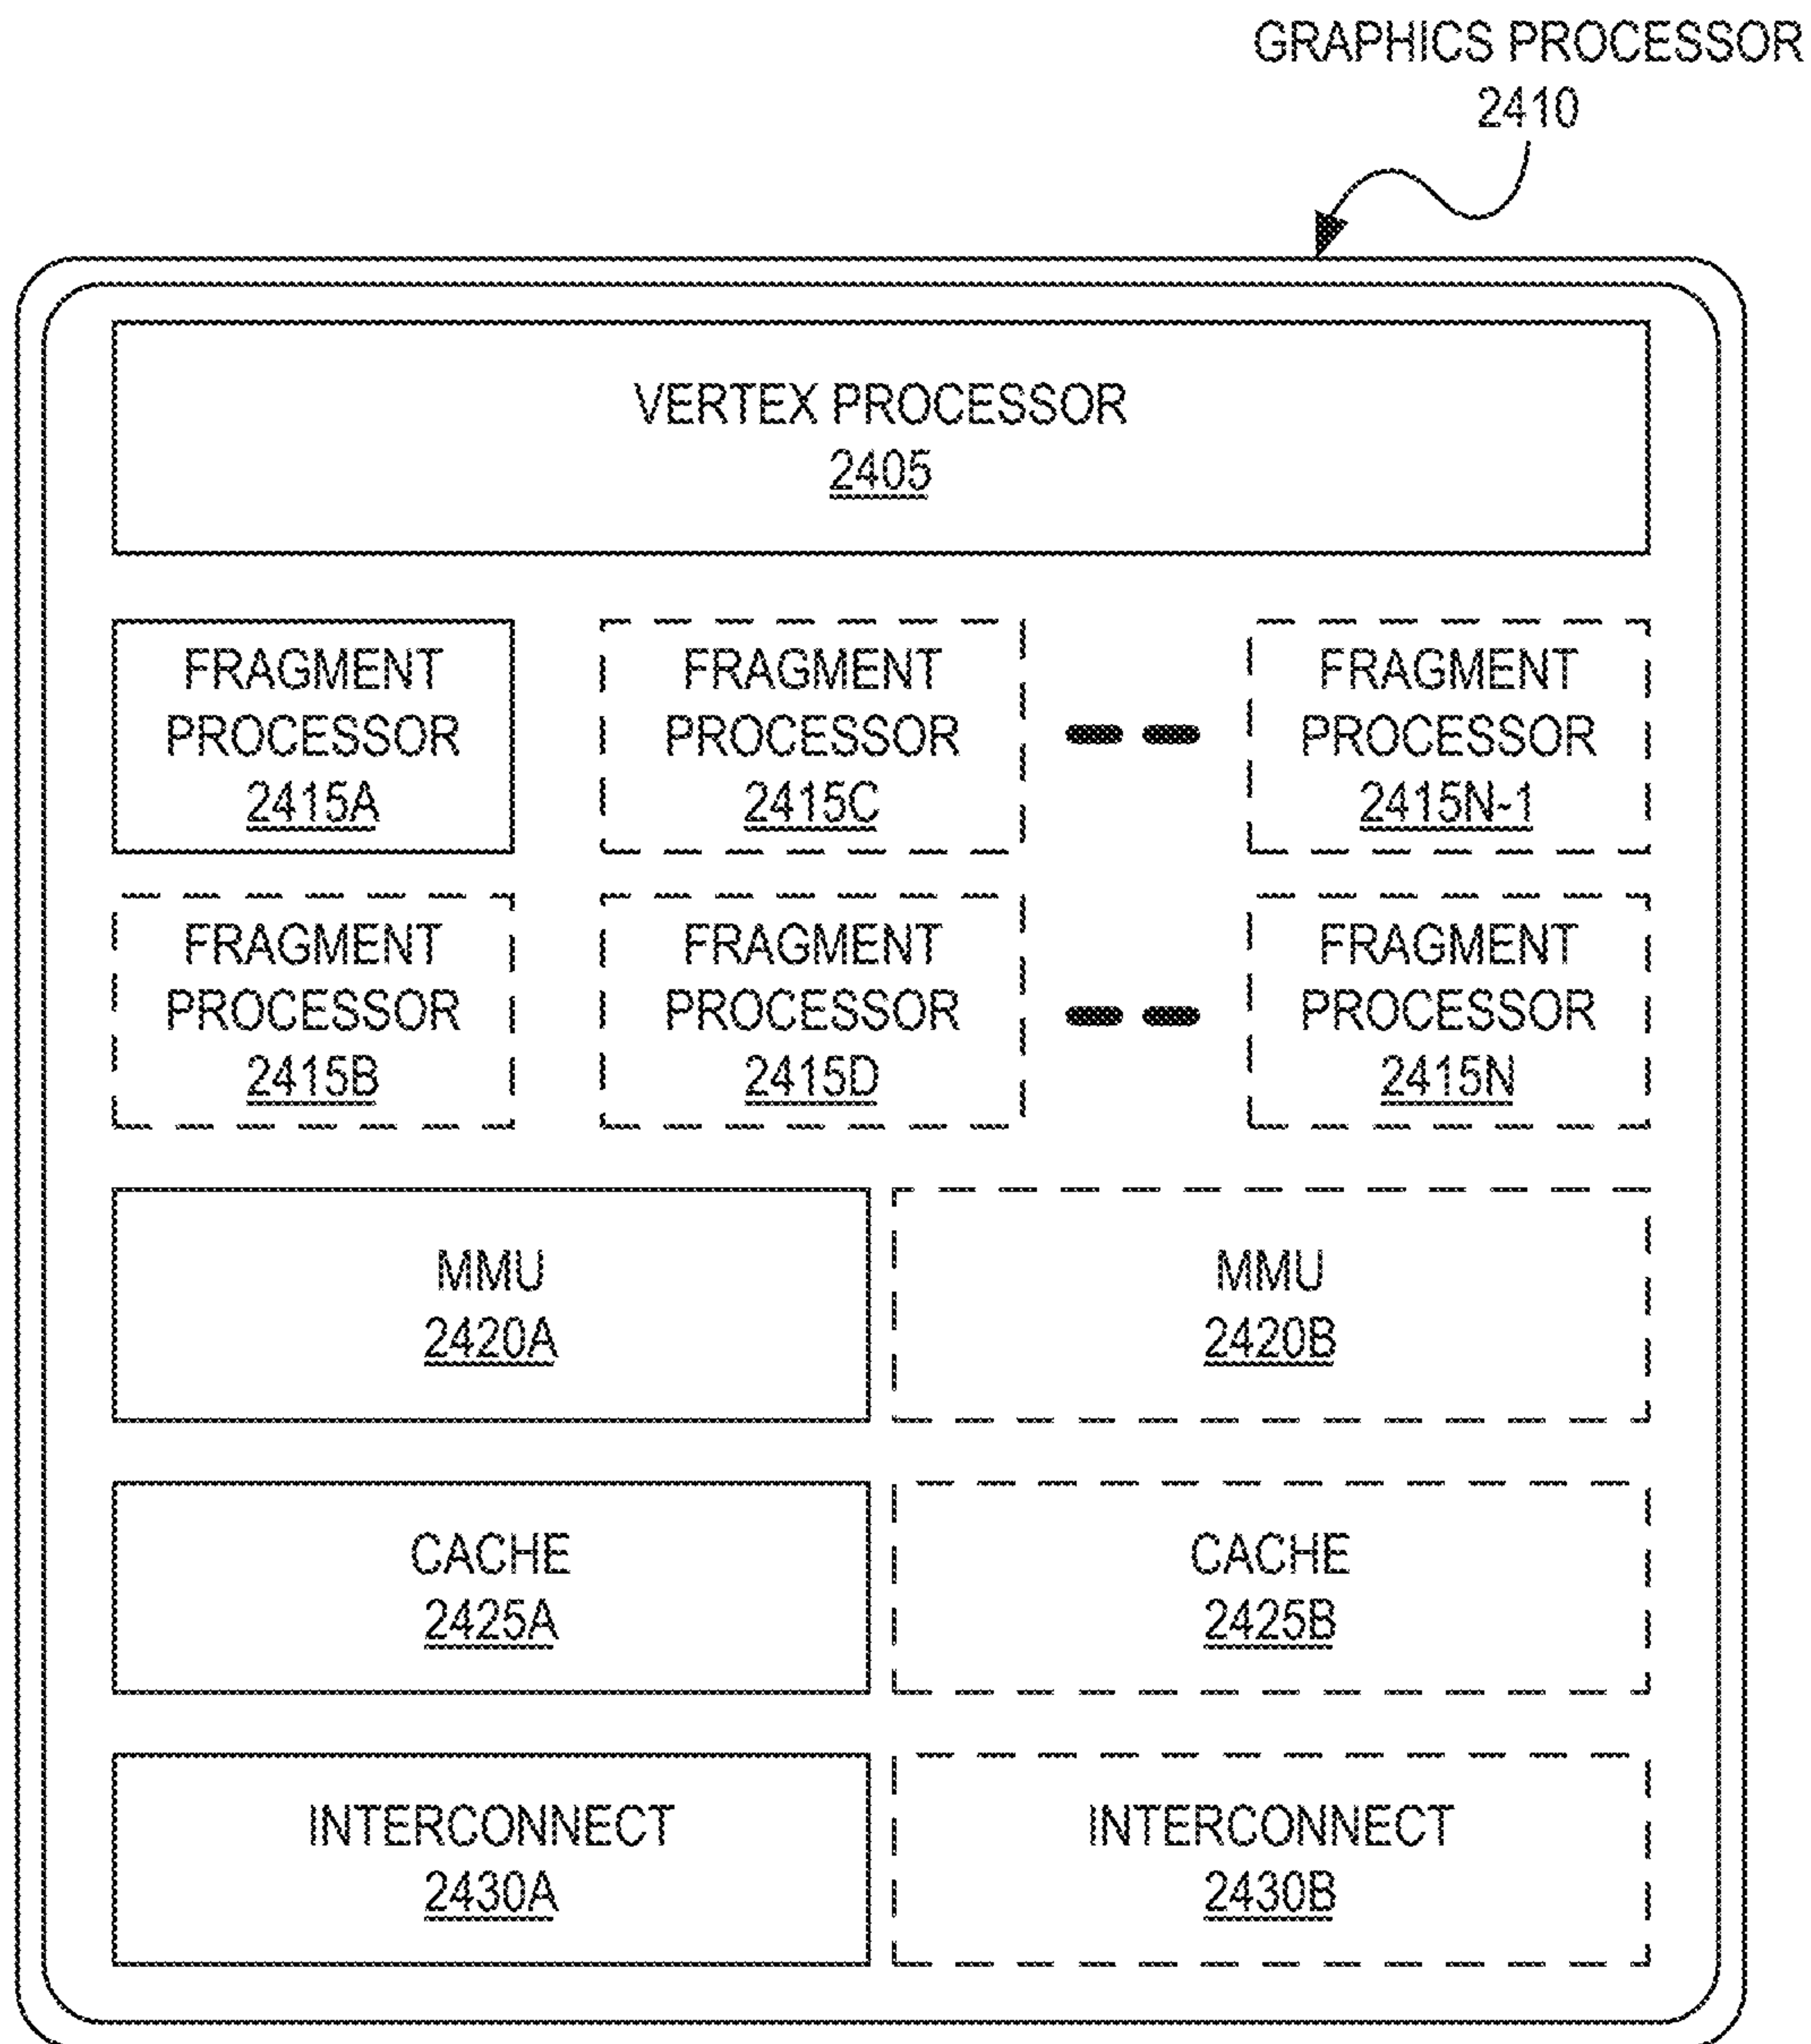 GRAPHICS PROCESSOR
2410
VERTEX PROCESSOR
2405
FRAGMENT
PROCESSOR
2415A
FRAGMENT
PROCESSOR
2415C
FRAGMENT
PROCESSOR
2415N-1
FRAGMENT
PROCESSOR
2415B
FRAGMENT
PROCESSOR
2415D
FRAGMENT
PROCESSOR
2415N
MMU
2420A
MMU
2420B
CACHE
2425A
CACHE
2425B
INTERCONNECT
2430A
INTERCONNECT
2430B